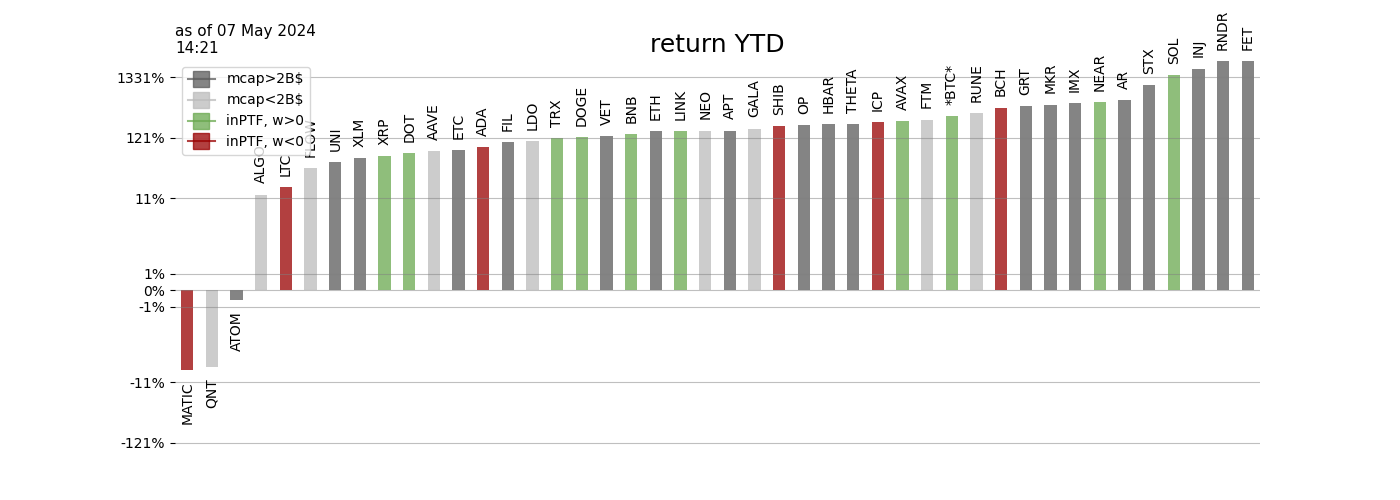 as of 07 May 2024
14:21
return YTD
mcap>2B$
mcap<2B$
inPTF, w>0
inPTF, w<0
1331%
121%
11%
1%
0%
-1%
-11%
-121%
MATIC
QNT
ATOM
ALGO
LTC
FLOW
UNI
XLM
XRP
DOT
AAVE
ETC
ADA
FIL
LDO
TRX
DOGE
VET
BNB
ETH
LINK
NEO
APT
GALA
SHIB
OP
HBAR
THETA
ICP
AVAX
FTM
*BTC*
RUNE
BCH
GRT
MKR
IMX
NEAR
AR
STX
SOL
INJ
RNDR
FET